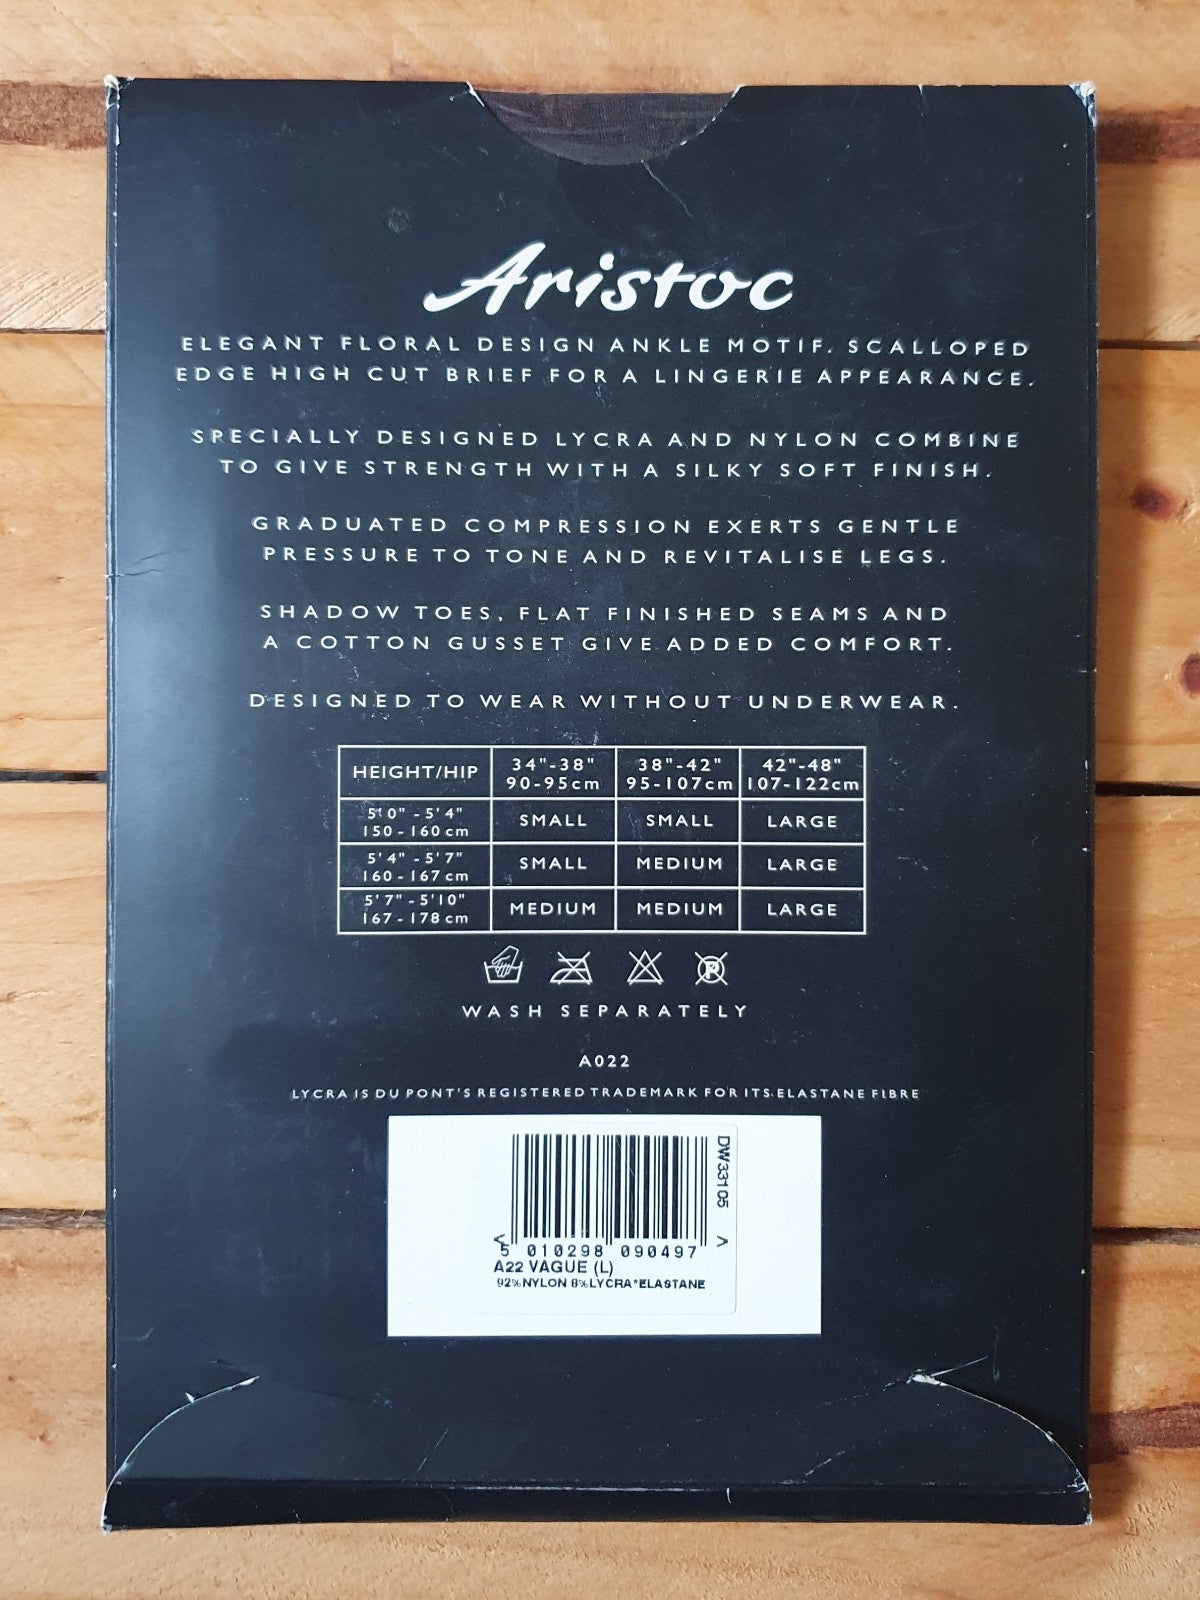 Aristoc
ELEGANT FLORAL DESIGN ANKLE MOTIF. SCALLOPED
EDGE HIGH CUT BRIEF FOR A LINGERIE APPEARANCE.
SPECIALLY DESIGNED LYCRA AND NYLON COMBINE
TO GIVE STRENGTH WITH A SILKY SOFT FINISH.
GRADUATED COMPRESSION EXERTS GENTLE
PRESSURE TO TONE AND REVITALISE LEGS.
SHADOW TOES, FLAT FINISHED SEAMS AND
A COTTON GUSSET GIVE ADDED COMFORT.
DESIGNED TO WEAR WITHOUT UNDERWEAR.
HEIGHT/HIP 34"-38" 38"-42" 42"-48"
90-95cm 95-107cm 107-122cm
5'0" - 5'4"
150 - 160 cm SMALL SMALL LARGE
5'4" - 5'7"
160 - 167 cm SMALL MEDIUM LARGE
5'7" - 5'10"
167 - 178 cm MEDIUM MEDIUM LARGE
P
WASH SEPARATELY
A022
LYCRA IS DU PONT'S REGISTERED TRADEMARK FOR ITS ELASTANE FIBRE
DW33105
< 5 010298 090497 >
A22 VAGUE (L)
92%NYLON 8%LYCRA*ELASTANE